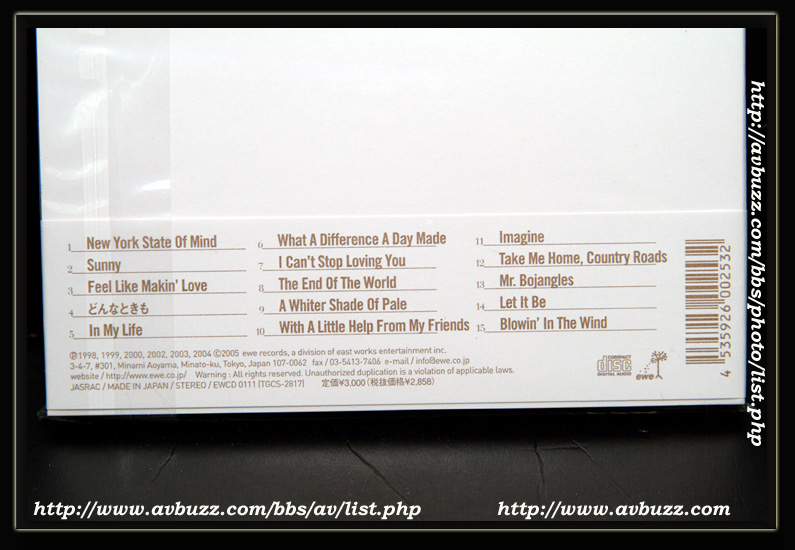 1 New York State Of Mind
2 Sunny
3 Feel Like Makin' Love
4 どんなときも
5 In My Life
6 What A Difference A Day Made
7 I Can't Stop Loving You
8 The End Of The World
9 A Whiter Shade Of Pale
10 With A Little Help From My Friends
11 Imagine
12 Take Me Home, Country Roads
13 Mr. Bojangles
14 Let It Be
15 Blowin' In The Wind
℗1998, 1999, 2000, 2002, 2003, 2004 ©2005 ewe records, a division of east works entertainment inc.
3-4-7, #301, Minami Aoyama, Minato-ku, Tokyo, Japan 107-0062 fax / 03-5413-7406 e-mail / info@ewe.co.jp
website / http://www.ewe.co.jp/ Warning : All rights reserved. Unauthorized duplication is a violation of applicable laws.
JASRAC / MADE IN JAPAN / STEREO / EWCD 0111 [TGCS-2817] 定価¥3,000(税抜価格¥2,858)
COMPACT
disc
DIGITAL AUDIO
ewe
4 535926 002532
http://avbuzz.com/bbs/photo/list.php
http://www.avbuzz.com/bbs/av/list.php
http://www.avbuzz.com